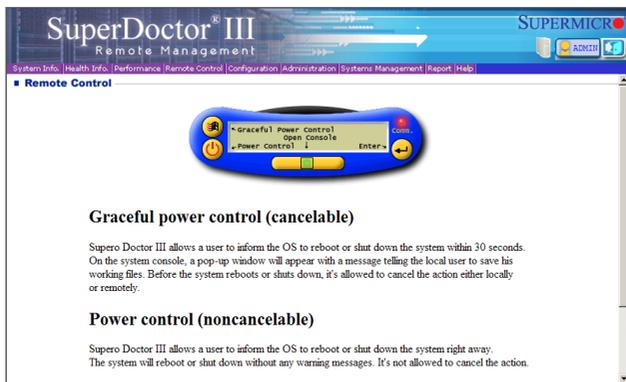 SuperDoctor® III
Remote Management
SUPERMICR
ADMIN
System Info. | Health Info. | Performance | Remote Control | Configuration | Administration | Systems Management | Report | Help
Remote Control
Graceful Power Control
Open Console
Power Control
Enter
Comm.
Graceful power control (cancelable)
Supero Doctor III allows a user to inform the OS to reboot or shut down the system within 30 seconds.
On the system console, a pop-up window will appear with a message telling the local user to save his
working files. Before the system reboots or shuts down, it's allowed to cancel the action either locally
or remotely.
Power control (noncancelable)
Supero Doctor III allows a user to inform the OS to reboot or shut down the system right away.
The system will reboot or shut down without any warning messages. It's not allowed to cancel the action.